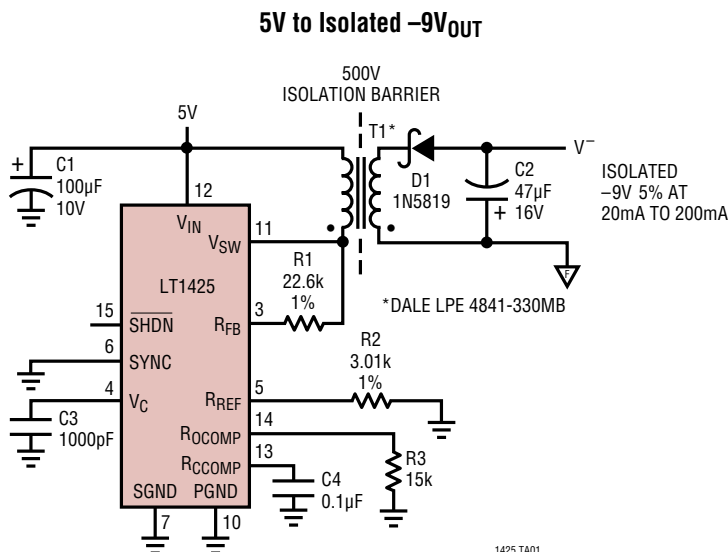 5V to Isolated –9VOUT
500V
ISOLATION BARRIER
5V
T1*
V–
+
C1
100µF
10V
D1
1N5819
C2
47µF
16V
+
ISOLATED
–9V 5% AT
20mA TO 200mA
12
VIN
11
VSW
R1
22.6k
1%
LT1425
F
*DALE LPE 4841-330MB
15
SHDN
3
RFB
6
SYNC
R2
3.01k
1%
4
VC
5
RREF
C3
1000pF
14
ROCOMP
13
RCCOMP
R3
15k
C4
0.1µF
SGND
PGND
7
10
1425 TA01